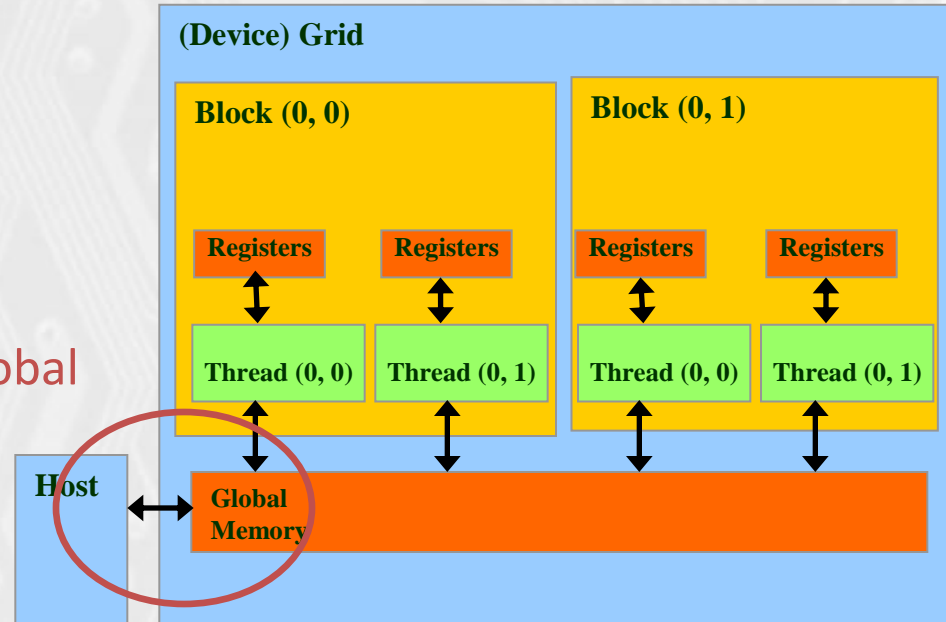 (Device) Grid
Block (0, 0)
Block (0, 1)
Registers
Registers
Registers
Registers
Thread (0, 0)
Thread (0, 1)
Thread (0, 0)
Thread (0, 1)
obal
Host
Global
Memory